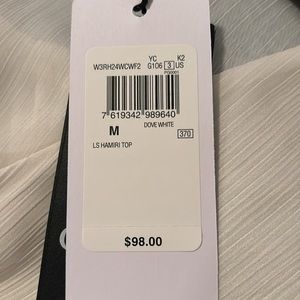 YC K2
W3RH24WCWF2 G106 3 US
7 619342 989640
M DOVE WHITE
370
LS HAMIRI TOP
$98.00